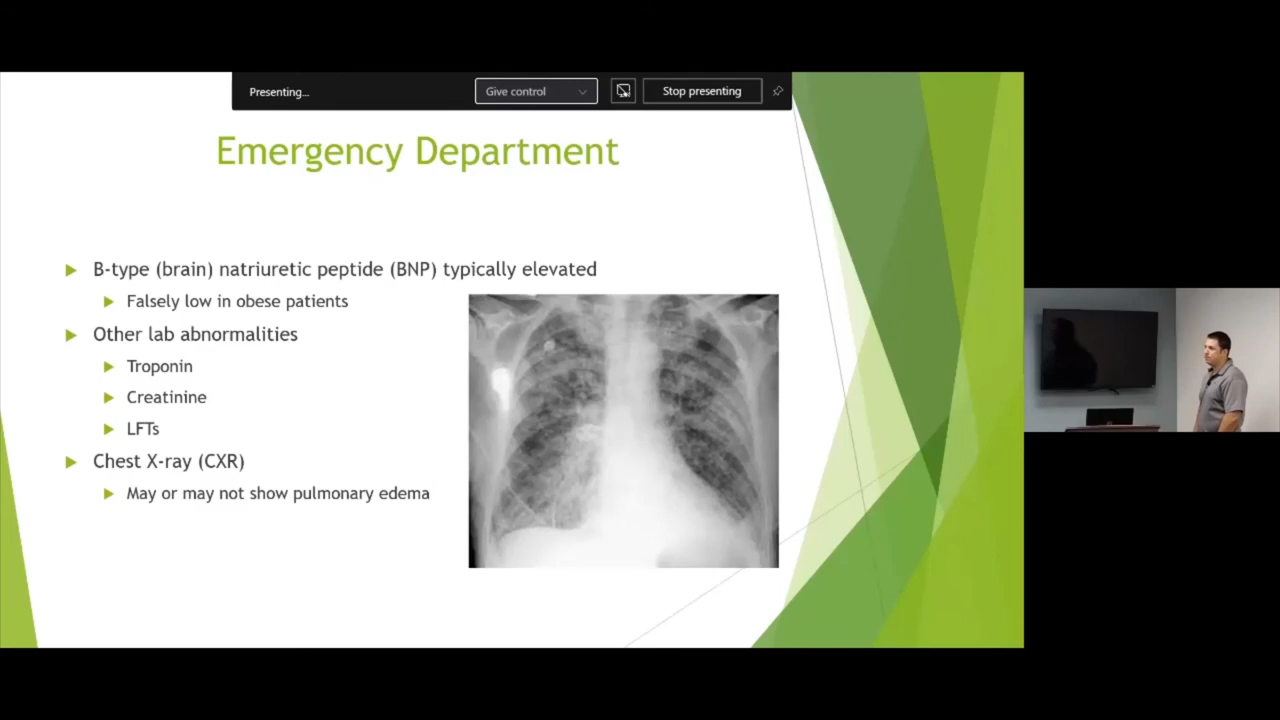 Presenting...
Give control
Stop presenting
Emergency Department
B-type (brain) natriuretic peptide (BNP) typically elevated
Falsely low in obese patients
Other lab abnormalities
Troponin
Creatinine
LFTs
Chest X-ray (CXR)
May or may not show pulmonary edema